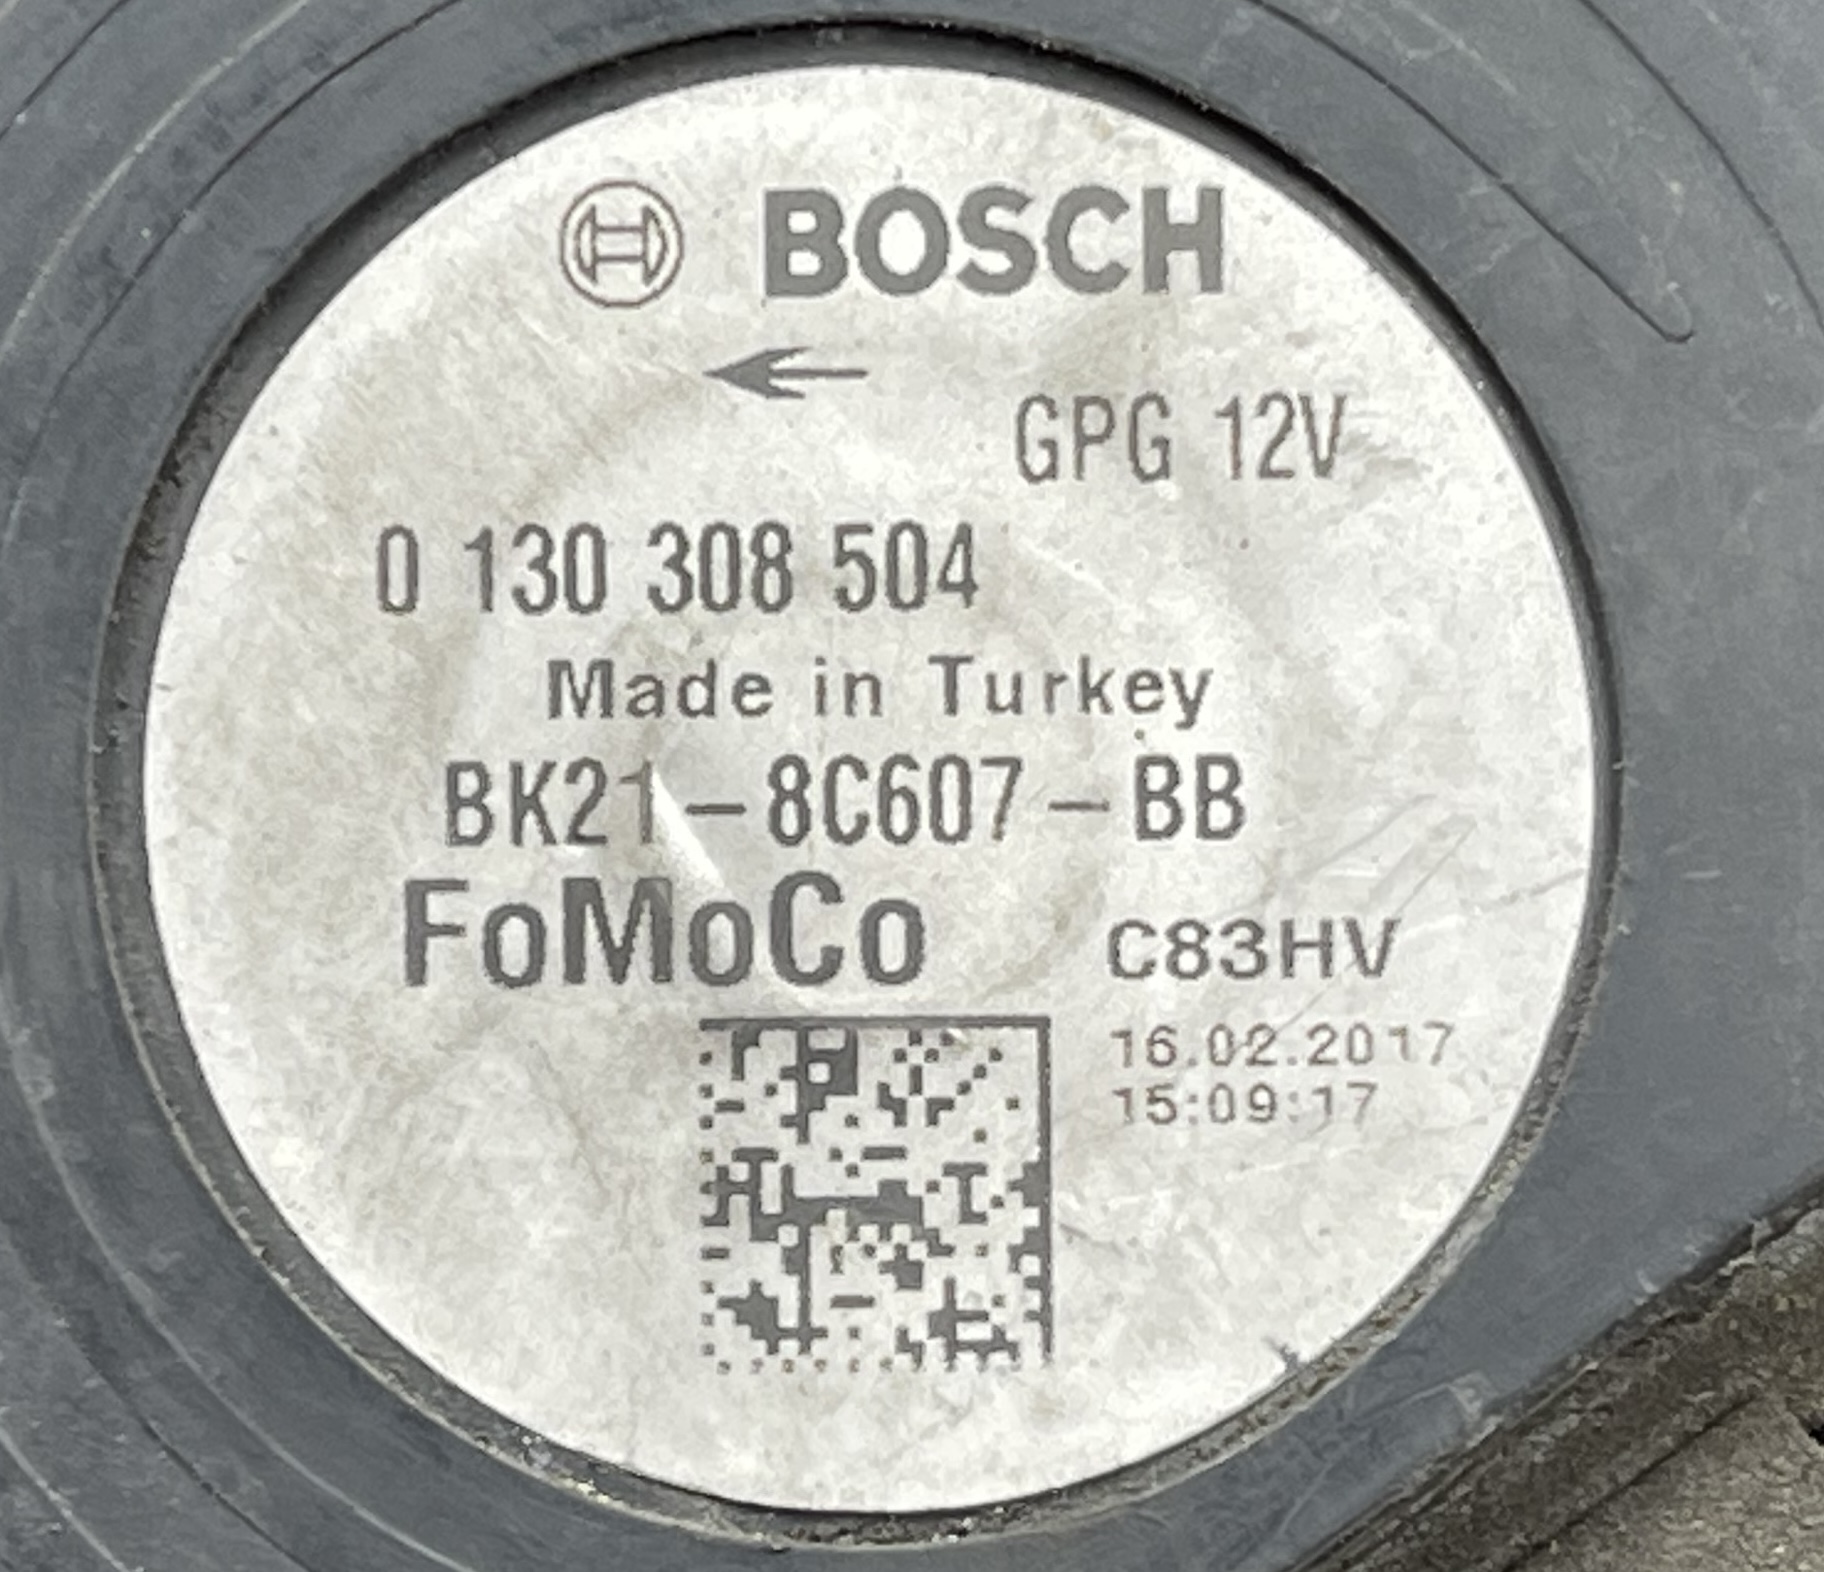 BOSCH
GPG 12V
0 130 308 504
Made in Turkey
BK21-8C607-BB
FoMoCo C83HV
16.02.2017
15:09:17